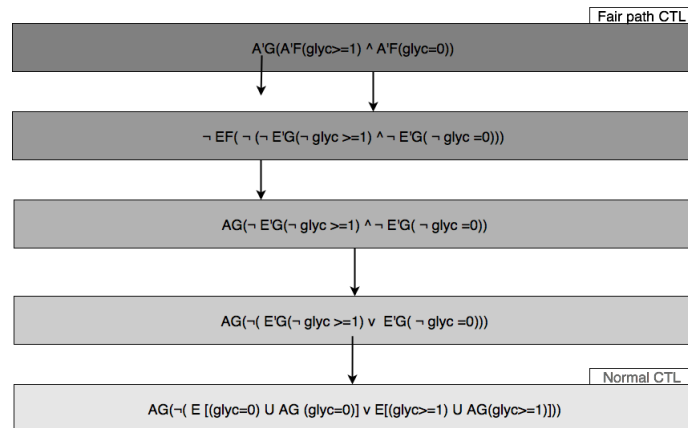 Fair path CTL
A'G(A'F(glyc>=1) ^ A'F(glyc=0))
¬ EF( ¬ (¬ E'G(¬ glyc >=1) ^ ¬ E'G( ¬ glyc =0)))
AG(¬ E'G(¬ glyc >=1) ^ ¬ E'G( ¬ glyc =0))
AG(¬( E'G(¬ glyc >=1) v E'G( ¬ glyc =0)))
Normal CTL
AG(¬( E [(glyc=0) U AG (glyc=0)] v E[(glyc>=1) U AG(glyc>=1)]))